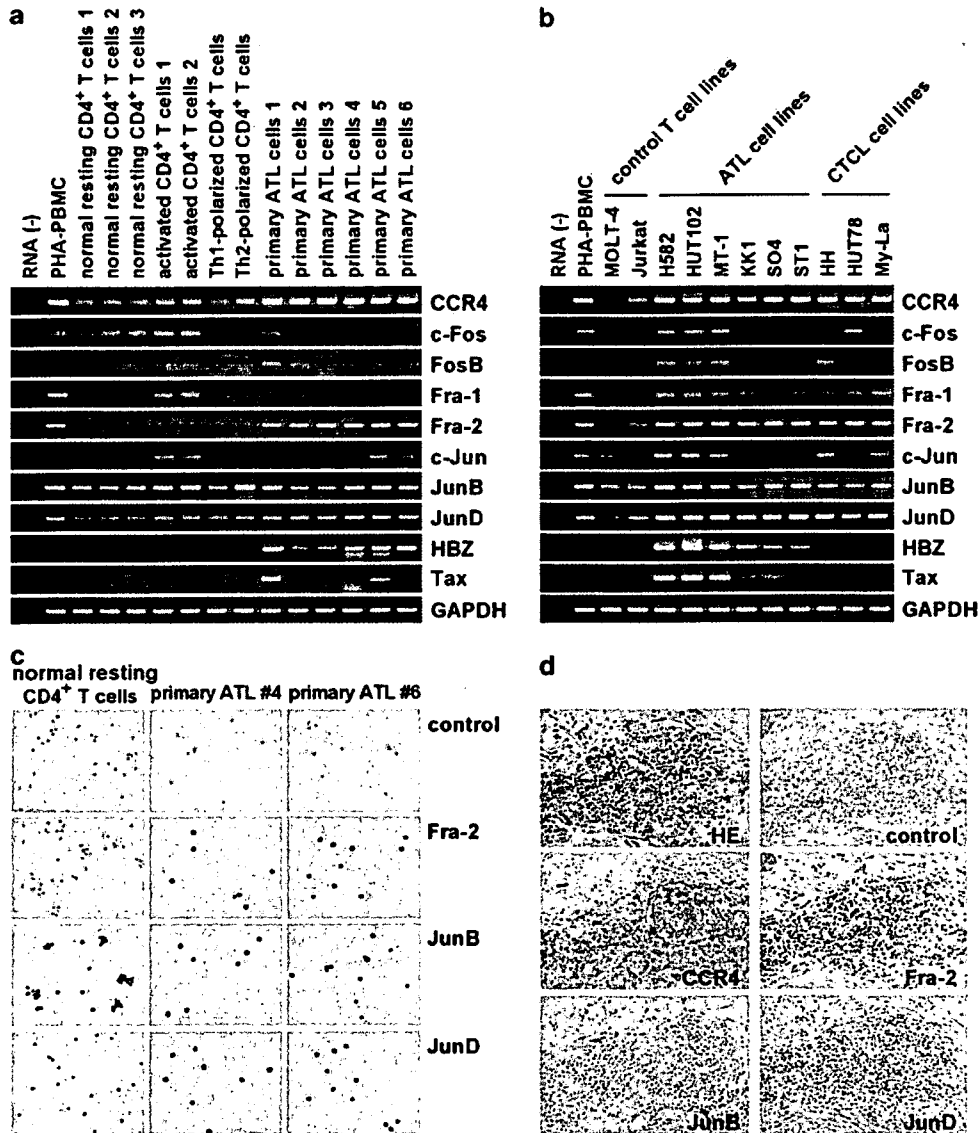 a
RNA (-)
PHA-PBMC
normal resting CD4+ T cells 1
normal resting CD4+ T cells 2
normal resting CD4+ T cells 3
activated CD4+ T cells 1
activated CD4+ T cells 2
Th1-polarized CD4+ T cells
Th2-polarized CD4+ T cells
primary ATL cells 1
primary ATL cells 2
primary ATL cells 3
primary ATL cells 4
primary ATL cells 5
primary ATL cells 6
CCR4
c-Fos
FosB
Fra-1
Fra-2
c-Jun
JunB
JunD
HBZ
Tax
GAPDH
b
control T cell lines
ATL cell lines
CTCL cell lines
RNA (-)
PHA-PBMC
MOLT-4
Jurkat
H582
HUT102
MT-1
KK1
SO4
ST1
HH
HUT78
My-La
CCR4
c-Fos
FosB
Fra-1
Fra-2
c-Jun
JunB
JunD
HBZ
Tax
GAPDH
c
normal resting
CD4+ T cells
primary ATL #4
primary ATL #6
control
Fra-2
JunB
JunD
d
HE
control
CCR4
Fra-2
JunB
JunD